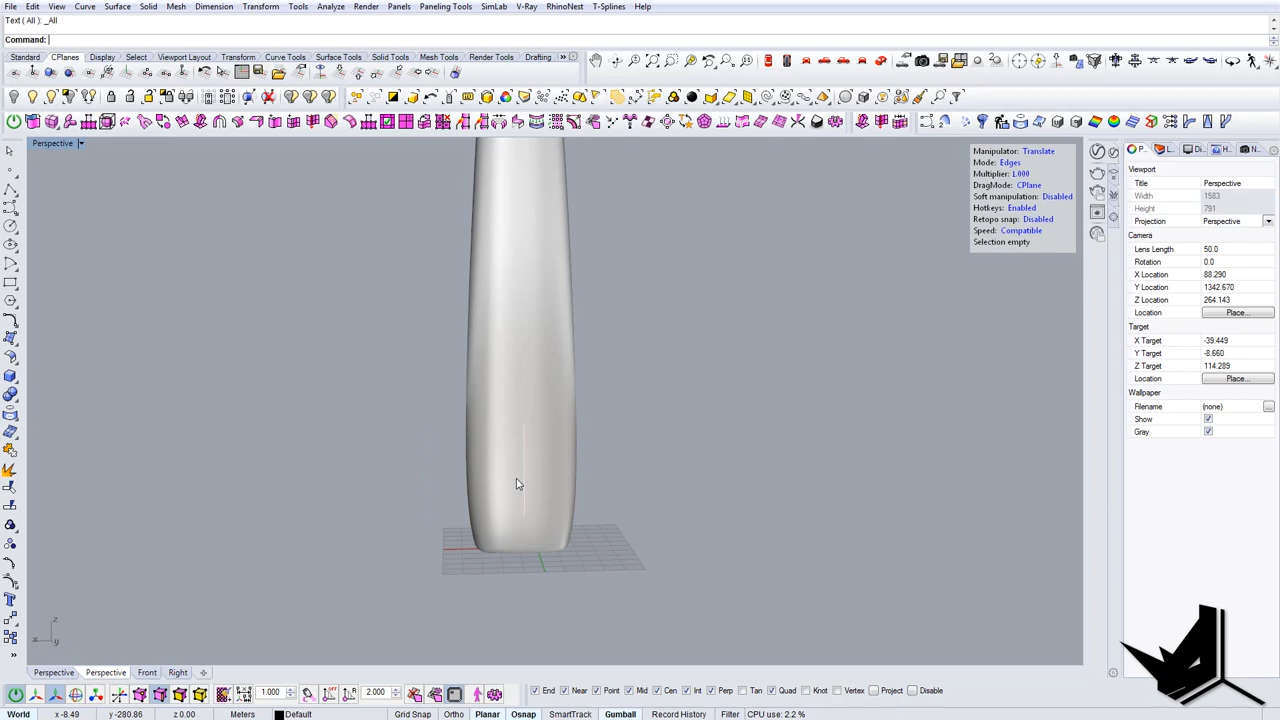 File Edit View Curve Surface Solid Mesh Dimension Transform Tools Analyze Render Panels Paneling Tools SimLab V-Ray RhinoNest T-Splines Help
Text ( All ): _All
Command:
Standard CPlanes Display Select Viewport Layout Transform Curve Tools Surface Tools Solid Tools Mesh Tools Render Tools Drafting
Perspective
Manipulator: Translate
Mode: Edges
Multiplier: 1.000
DragMode: CPlane
Soft manipulation: Disabled
Hotkeys: Enabled
Retopo snap: Disabled
Speed: Compatible
Selection empty
P... L... Di... H... N...
Viewport
Title Perspective
Width 1583
Height 791
Projection Perspective
Camera
Lens Length 50.0
Rotation 0.0
X Location 88.290
Y Location 1342.670
Z Location 264.143
Location Place...
Target
X Target -39.449
Y Target -8.660
Z Target 114.289
Location Place...
Wallpaper
Filename (none) ...
Show
Gray
z
x y
Perspective Perspective Front Right
1.000 2.000 End Near Point Mid Cen Int Perp Tan Quad Knot Vertex Project Disable
World x -8.49 y -280.86 z 0.00 Meters Default Grid Snap Ortho Planar Osnap SmartTrack Gumball Record History Filter CPU use: 2.2 %